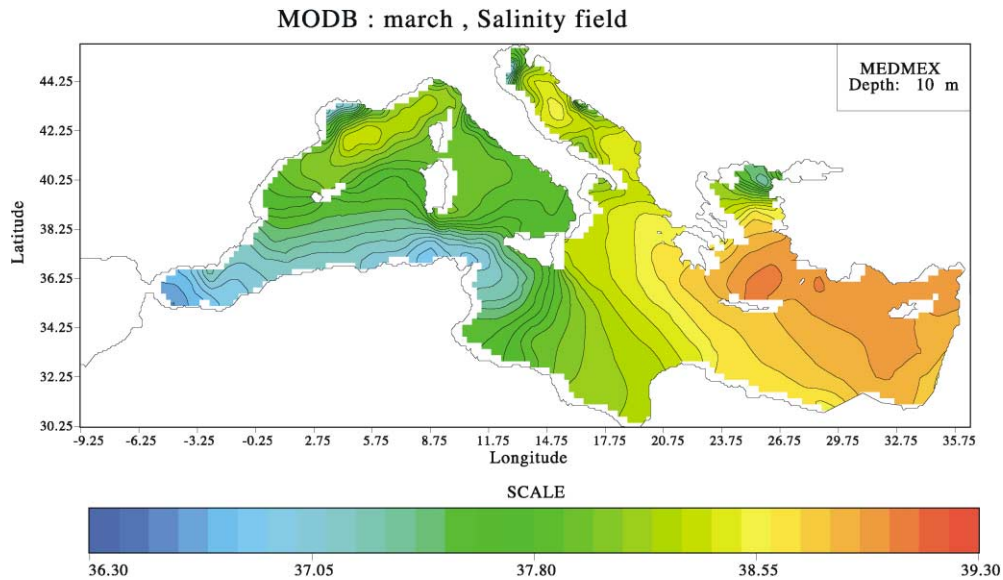 MODB : march , Salinity field
MEDMEX
Depth: 10 m
Latitude
44.25
42.25
40.25
38.25
36.25
34.25
32.25
30.25
-9.25 -6.25 -3.25 -0.25 2.75 5.75 8.75 11.75 14.75 17.75 20.75 23.75 26.75 29.75 32.75 35.75
Longitude
SCALE
36.30 37.05 37.80 38.55 39.30